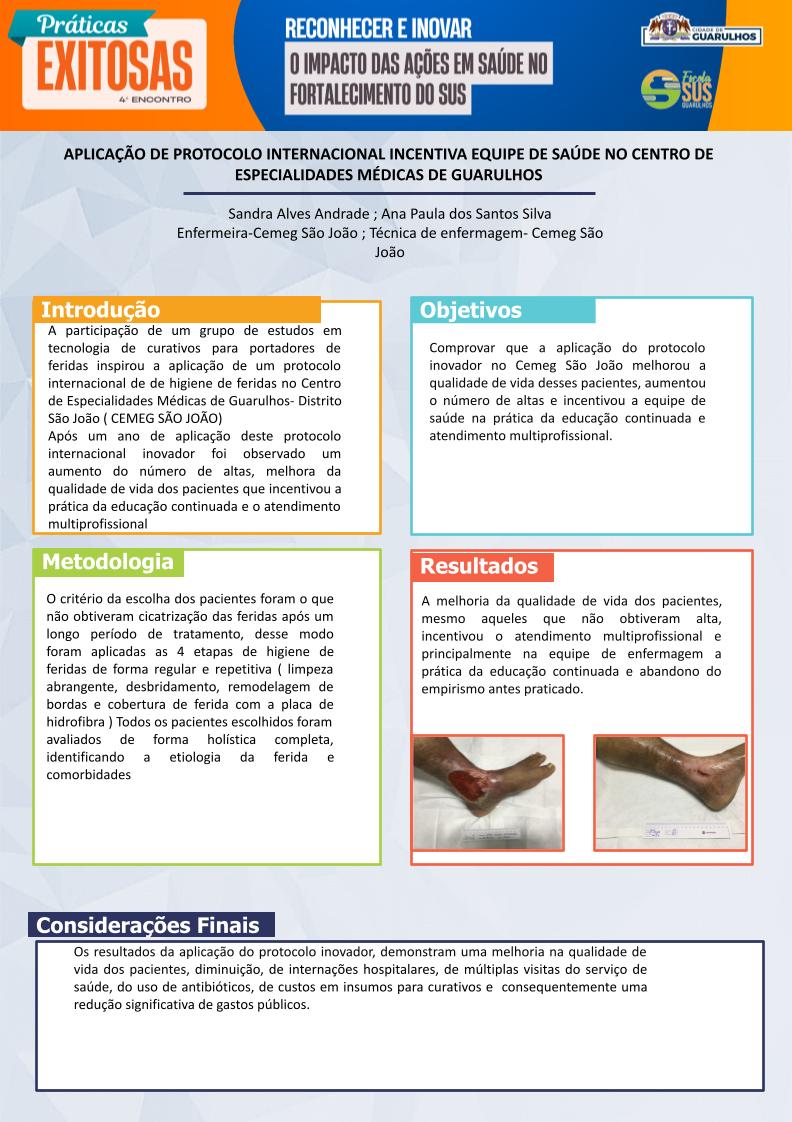 Práticas
EXITOSAS
4º ENCONTRO
RECONHECER E INOVAR
O IMPACTO DAS AÇÕES EM SAÚDE NO
FORTALECIMENTO DO SUS
CIDADE DE
GUARULHOS
Escola
SUS
GUARULHOS
APLICAÇÃO DE PROTOCOLO INTERNACIONAL INCENTIVA EQUIPE DE SAÚDE NO CENTRO DE
ESPECIALIDADES MÉDICAS DE GUARULHOS
Sandra Alves Andrade ; Ana Paula dos Santos Silva
Enfermeira-Cemeg São João ; Técnica de enfermagem- Cemeg São
João
Introdução
A participação de um grupo de estudos em
tecnologia de curativos para portadores de
feridas inspirou a aplicação de um protocolo
internacional de de higiene de feridas no Centro
de Especialidades Médicas de Guarulhos- Distrito
São João ( CEMEG SÃO JOÃO)
Após um ano de aplicação deste protocolo
internacional inovador foi observado um
aumento do número de altas, melhora da
qualidade de vida dos pacientes que incentivou a
prática da educação continuada e o atendimento
multiprofissional
Objetivos
Comprovar que a aplicação do protocolo
inovador no Cemeg São João melhorou a
qualidade de vida desses pacientes, aumentou
o número de altas e incentivou a equipe de
saúde na prática da educação continuada e
atendimento multiprofissional.
Metodologia
O critério da escolha dos pacientes foram o que
não obtiveram cicatrização das feridas após um
longo período de tratamento, desse modo
foram aplicadas as 4 etapas de higiene de
feridas de forma regular e repetitiva ( limpeza
abrangente, desbridamento, remodelagem de
bordas e cobertura de ferida com a placa de
hidrofibra ) Todos os pacientes escolhidos foram
avaliados de forma holística completa,
identificando a etiologia da ferida e
comorbidades
Resultados
A melhoria da qualidade de vida dos pacientes,
mesmo aqueles que não obtiveram alta,
incentivou o atendimento multiprofissional e
principalmente na equipe de enfermagem a
prática da educação continuada e abandono do
empirismo antes praticado.
Considerações Finais
Os resultados da aplicação do protocolo inovador, demonstram uma melhoria na qualidade de
vida dos pacientes, diminuição, de internações hospitalares, de múltiplas visitas do serviço de
saúde, do uso de antibióticos, de custos em insumos para curativos e  consequentemente uma
redução significativa de gastos públicos.